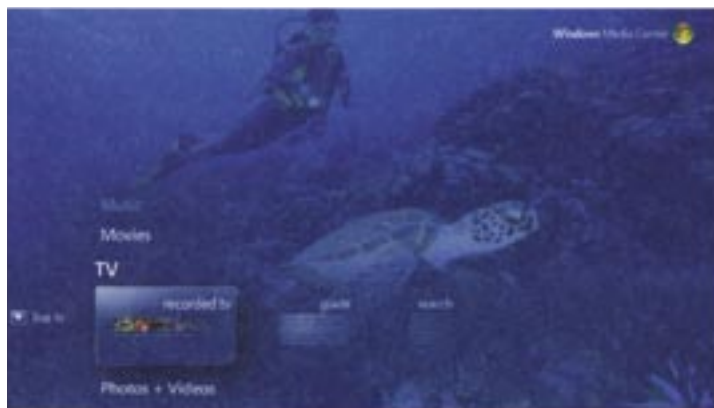 Windows Media Center
Music
Movies
TV
recorded tv
guide
search
live tv
Photos + Videos